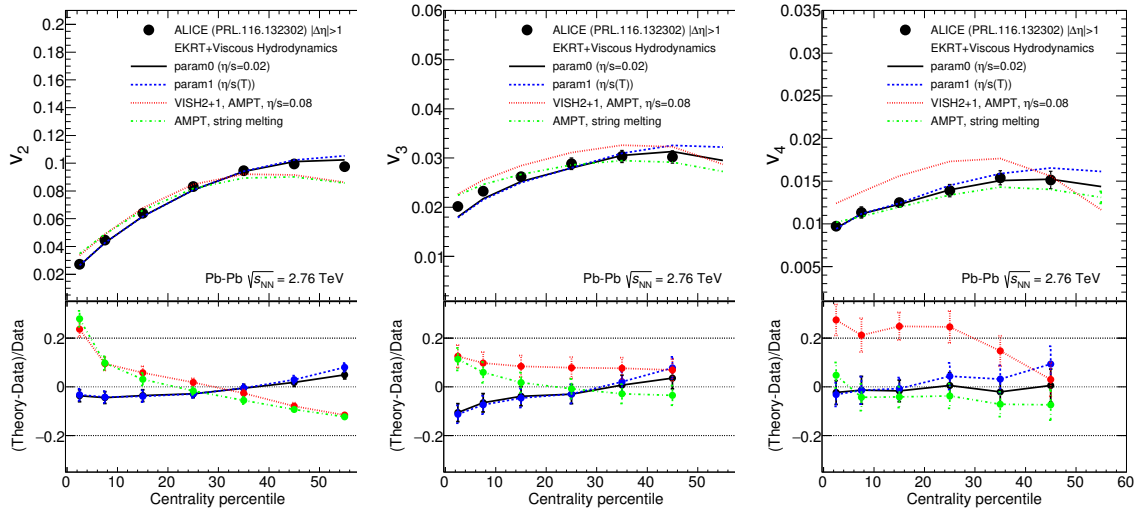 v2
0.2
0.18
0.16
0.14
0.12
0.1
0.08
0.06
0.04
0.02
ALICE (PRL.116.132302) |Δη|>1
EKRT+Viscous Hydrodynamics
param0 (η/s=0.02)
param1 (η/s(T))
VISH2+1, AMPT, η/s=0.08
AMPT, string melting
Pb-Pb √sNN = 2.76 TeV
(Theory-Data)/Data
0.2
0
−0.2
0 10 20 30 40 50
Centrality percentile
v3
0.06
0.05
0.04
0.03
0.02
0.01
ALICE (PRL.116.132302) |Δη|>1
EKRT+Viscous Hydrodynamics
param0 (η/s=0.02)
param1 (η/s(T))
VISH2+1, AMPT, η/s=0.08
AMPT, string melting
Pb-Pb √sNN = 2.76 TeV
(Theory-Data)/Data
0.2
0
−0.2
0 10 20 30 40 50
Centrality percentile
v4
0.035
0.03
0.025
0.02
0.015
0.01
0.005
ALICE (PRL.116.132302) |Δη|>1
EKRT+Viscous Hydrodynamics
param0 (η/s=0.02)
param1 (η/s(T))
VISH2+1, AMPT, η/s=0.08
AMPT, string melting
Pb-Pb √sNN = 2.76 TeV
(Theory-Data)/Data
0.2
0
−0.2
0 10 20 30 40 50 60
Centrality percentile